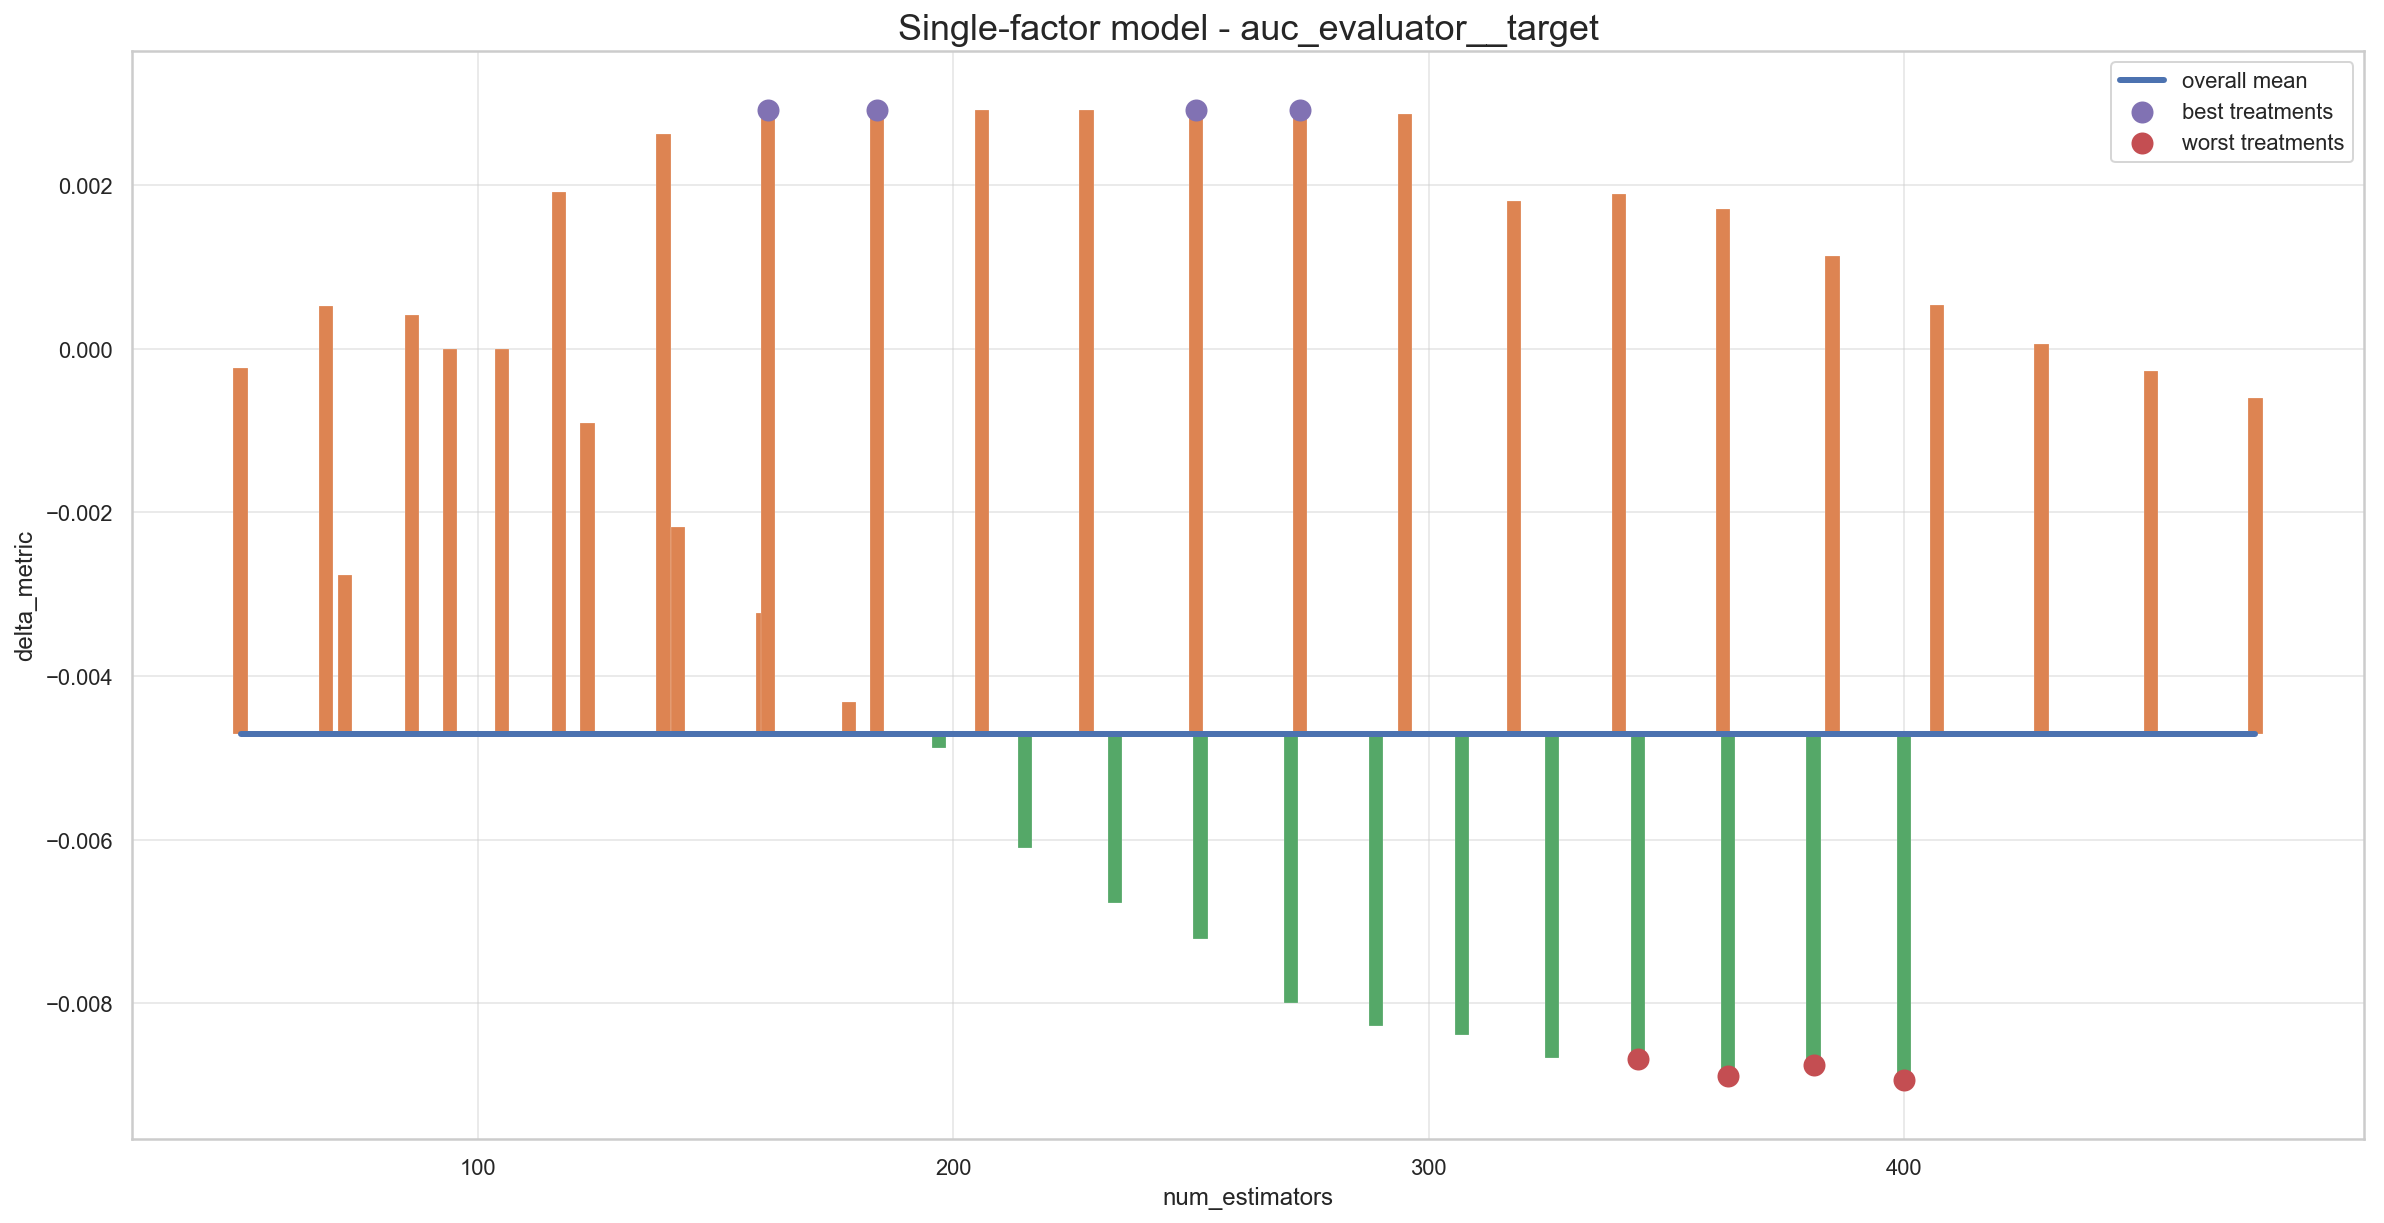 Single-factor model - auc_evaluator__target
overall mean
best treatments
worst treatments
0.002
0.000
−0.002
−0.004
−0.006
−0.008
delta_metric
100
200
300
400
num_estimators